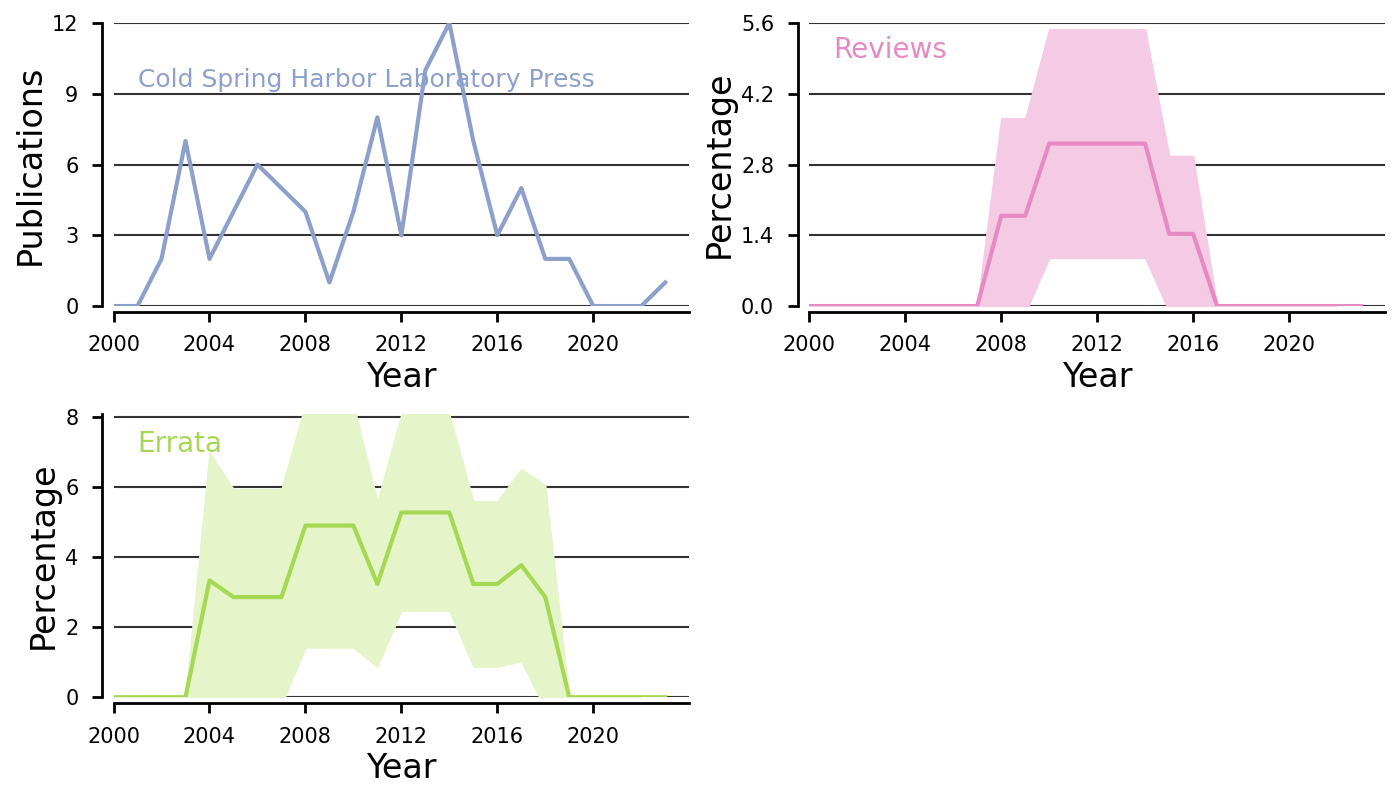 12
Cold Spring Harbor Laboratory Press
9
6
3
0
Publications
2000 2004 2008 2012 2016 2020
Year
5.6
Reviews
4.2
2.8
1.4
0.0
Percentage
2000 2004 2008 2012 2016 2020
Year
8
Errata
6
4
2
0
Percentage
2000 2004 2008 2012 2016 2020
Year